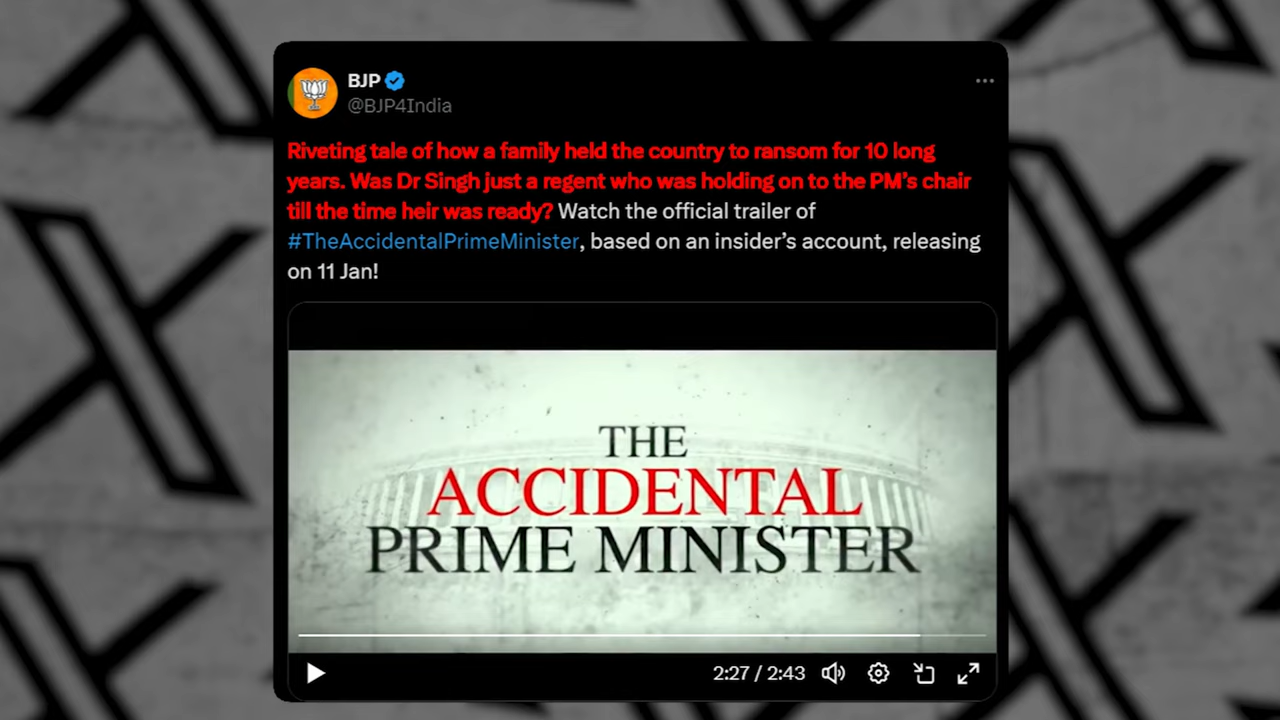 BJP
@BJP4India
Riveting tale of how a family held the country to ransom for 10 long
years. Was Dr Singh just a regent who was holding on to the PM's chair
till the time heir was ready? Watch the official trailer of
#TheAccidentalPrimeMinister, based on an insider's account, releasing
on 11 Jan!
THE
ACCIDENTAL
PRIME MINISTER
2:27 / 2:43